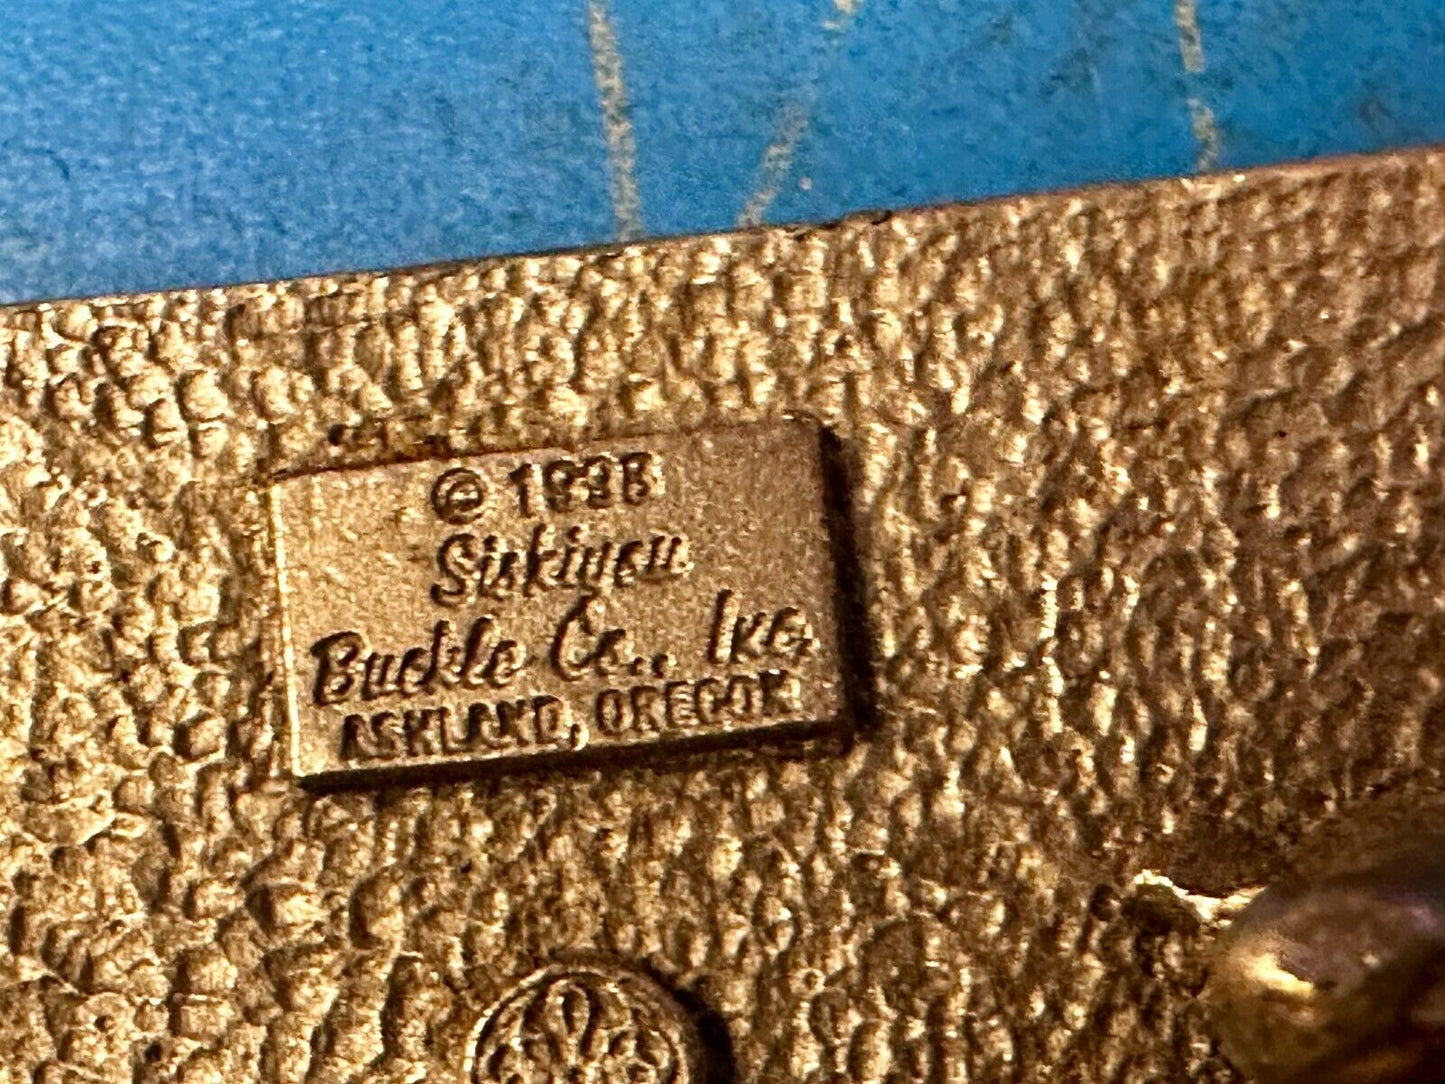 © 1998
Siskiyou
Buckle Co., Inc.
ASHLAND, OREGON